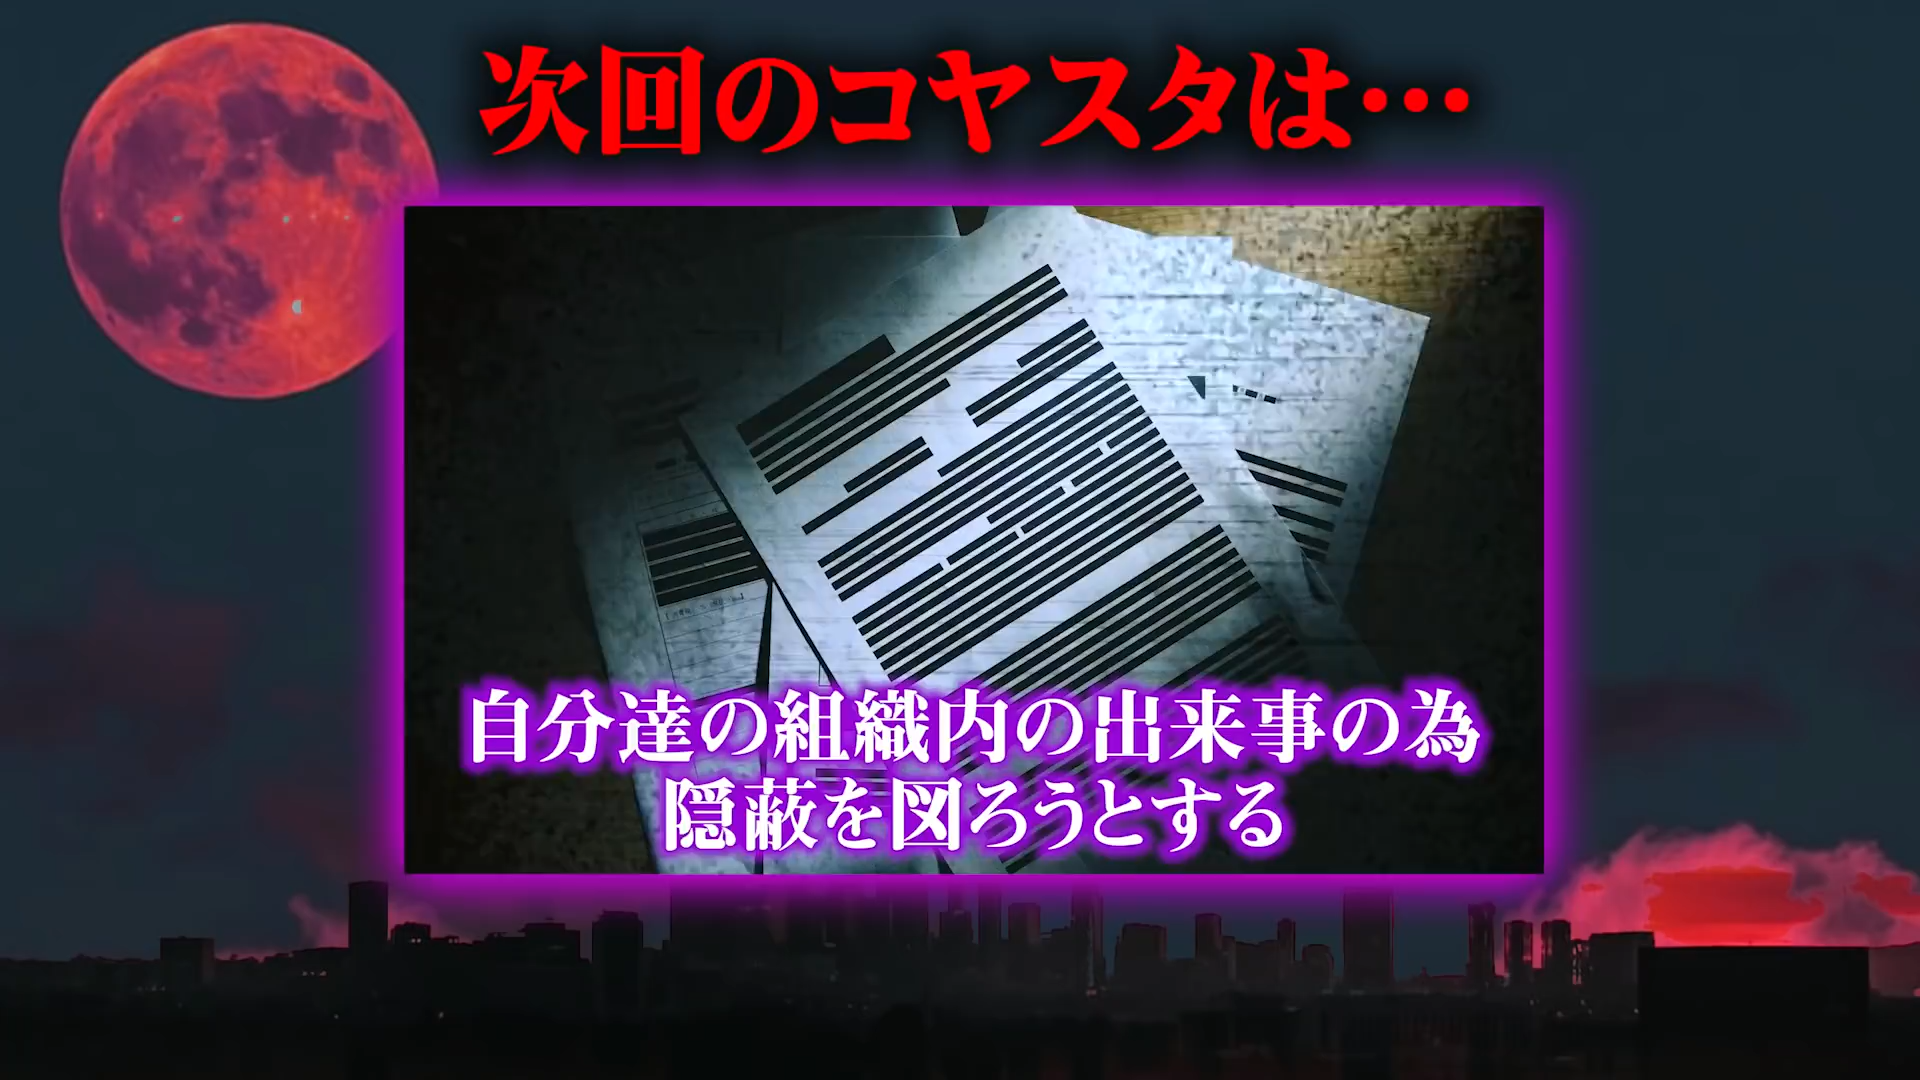 次回のコヤスタは…
自分達の組織内の出来事の為
隠蔽を図ろうとする